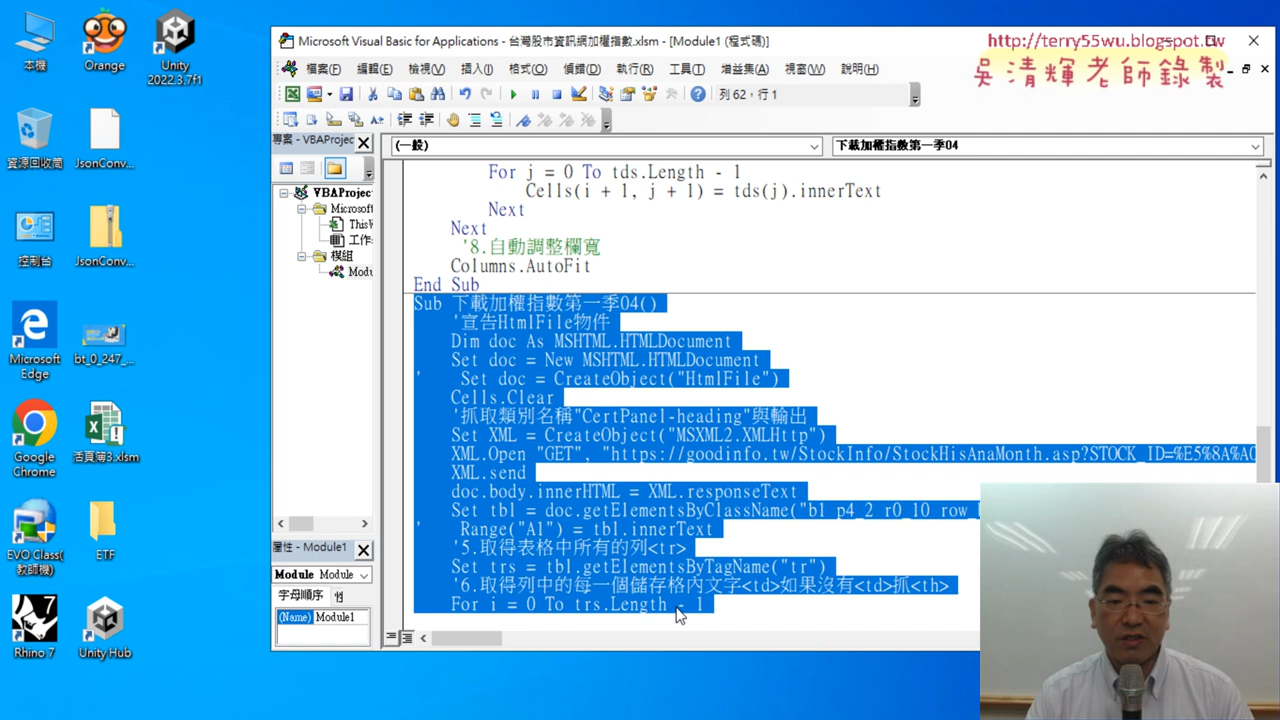 本機
Orange
Unity
2022.3.7f1
資源回收筒
JsonConv...
控制台
JsonConv...
Microsoft
Edge
bt_0_247_...
Google
Chrome
活頁簿3.xlsm
EVO Class(
教師機)
ETF
Rhino 7
Unity Hub
http://terry55wu.blogspot.tw
吳清輝老師錄製
Microsoft Visual Basic for Applications - 台灣股市資訊網加權指數.xlsm - [Module1 (程式碼)]
檔案(F) 編輯(E) 檢視(V) 插入(I) 格式(O) 偵錯(D) 執行(R) 工具(T) 增益集(A) 視窗(W) 說明(H)
列 62，行 1
專案 - VBAProjec
VBAProjec
Microsoft
ThisW
工作
模組
Modu
屬性 - Module1
Module Module
字母順序
(Name) Module1
(一般) 下載加權指數第一季04
For j = 0 To tds.Length - 1
Cells(i + 1, j + 1) = tds(j).innerText
Next
Next
'8.自動調整欄寬
Columns.AutoFit
End Sub
Sub 下載加權指數第一季04()
'宣告HtmlFile物件
Dim doc As MSHTML.HTMLDocument
Set doc = New MSHTML.HTMLDocument
' Set doc = CreateObject("HtmlFile")
Cells.Clear
'抓取類別名稱"CertPanel-heading"與輸出
Set XML = CreateObject("MSXML2.XMLHttp")
XML.Open "GET", "https://goodinfo.tw/StockInfo/StockHisAnaMonth.asp?STOCK_ID=%E5%8A%A0
XML.send
doc.body.innerHTML = XML.responseText
Set tbl = doc.getElementsByClassName("b1 p4_2 r0_10 row_
' Range("A1") = tbl.innerText
'5.取得表格中所有的列<tr>
Set trs = tbl.getElementsByTagName("tr")
'6.取得列中的每一個儲存格內文字<td>如果沒有<td>抓<th>
For i = 0 To trs.Length - 1